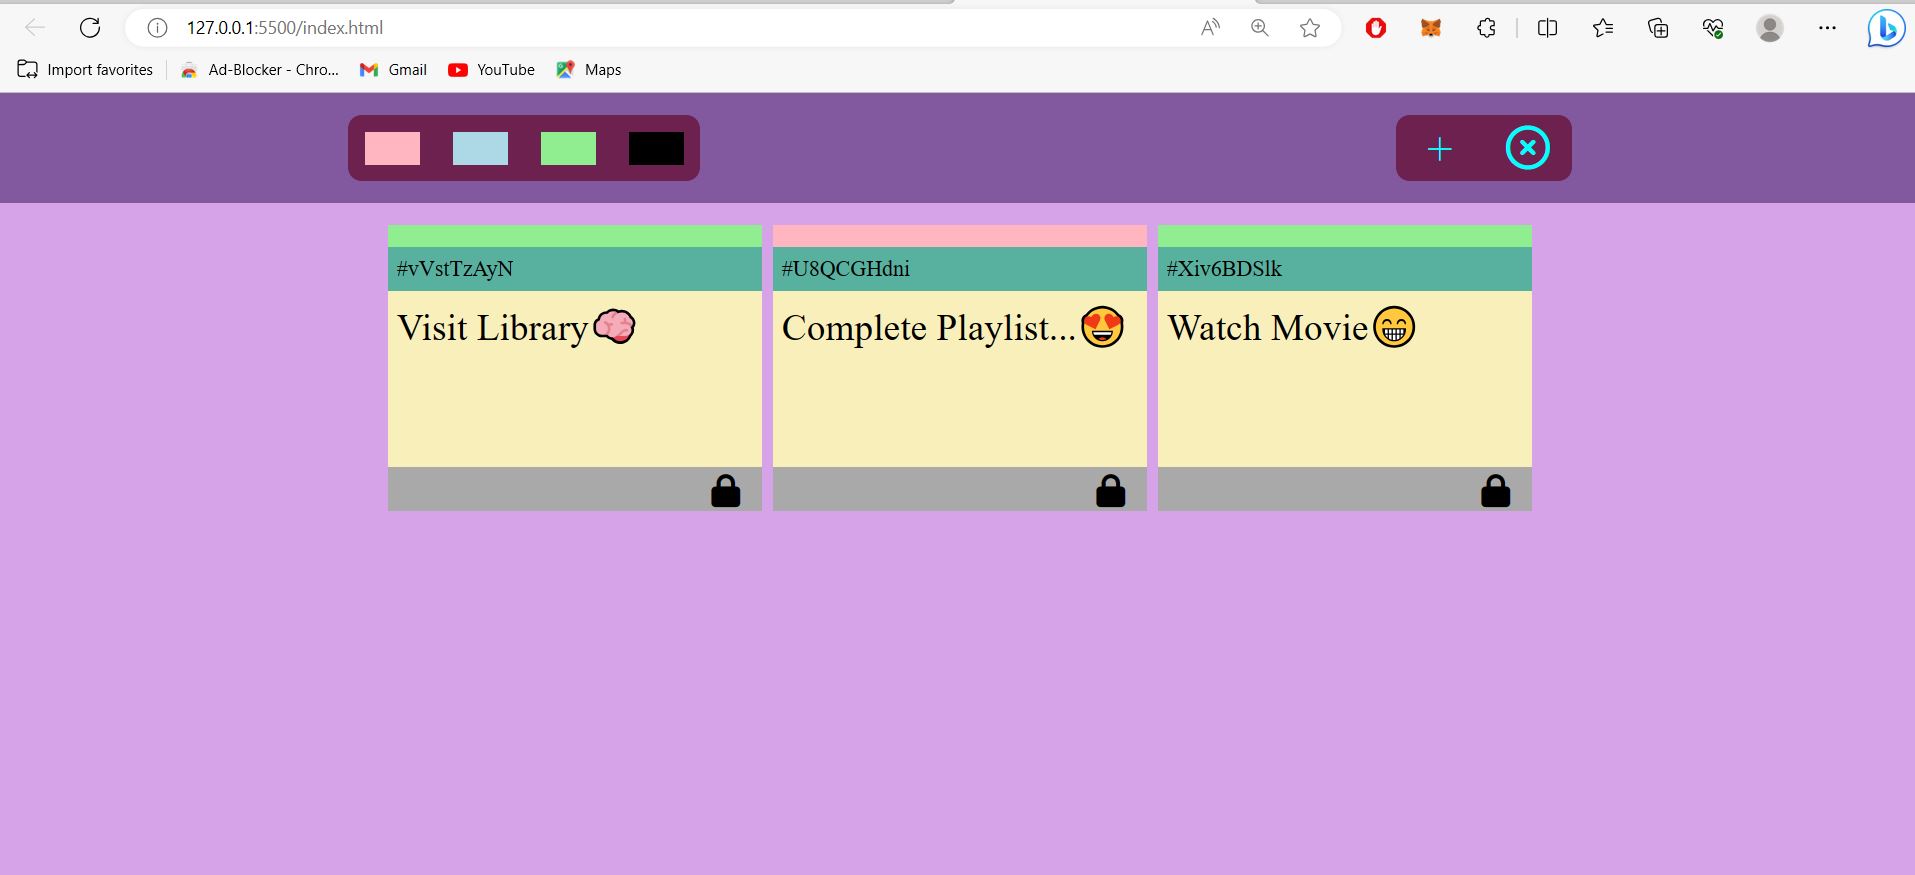 127.0.0.1:5500/index.html
Import favorites
Ad-Blocker - Chro...
Gmail
YouTube
Maps
#vVstTzAyN
#U8QCGHdni
#Xiv6BDSlk
Visit Library🧠
Complete Playlist...😍
Watch Movie😁